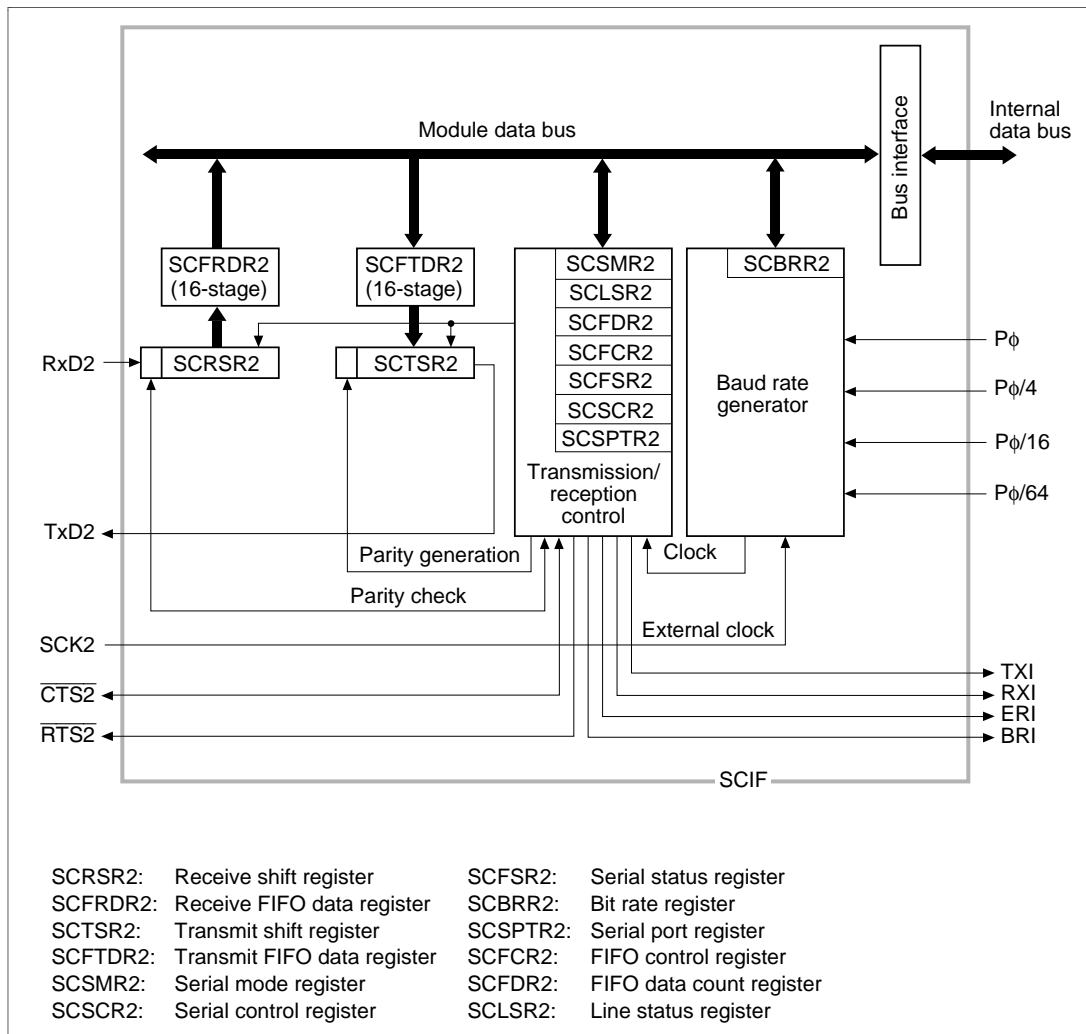 Module data bus
Bus interface
Internal
data bus
SCFRDR2
(16-stage)
SCFTDR2
(16-stage)
SCSMR2
SCLSR2
SCFDR2
SCFCR2
SCFSR2
SCSCR2
SCSPTR2
Transmission/
reception
control
SCBRR2
Baud rate
generator
RxD2
SCRSR2
SCTSR2
Pφ
Pφ/4
Pφ/16
Pφ/64
TxD2
Parity generation
Clock
Parity check
SCK2
External clock
CTS2
RTS2
TXI
RXI
ERI
BRI
SCIF
SCRSR2: Receive shift register
SCFRDR2: Receive FIFO data register
SCTSR2: Transmit shift register
SCFTDR2: Transmit FIFO data register
SCSMR2: Serial mode register
SCSCR2: Serial control register
SCFSR2: Serial status register
SCBRR2: Bit rate register
SCSPTR2: Serial port register
SCFCR2: FIFO control register
SCFDR2: FIFO data count register
SCLSR2: Line status register